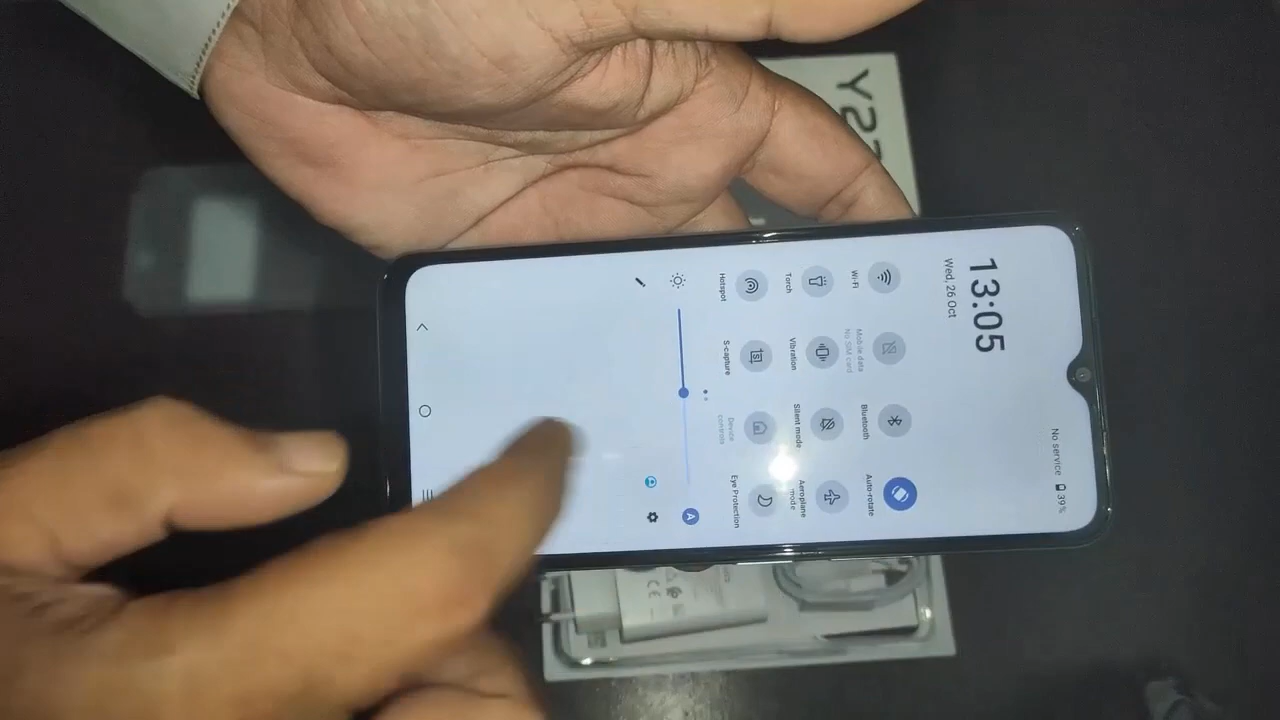 No service 39%
13:05
Wed, 26 Oct
Wi-Fi
Mobile data
No SIM card
Bluetooth
Auto-rotate
Torch
Vibration
Silent mode
Aeroplane
mode
Hotspot
S-capture
Device
controls
Eye Protection
A
CE